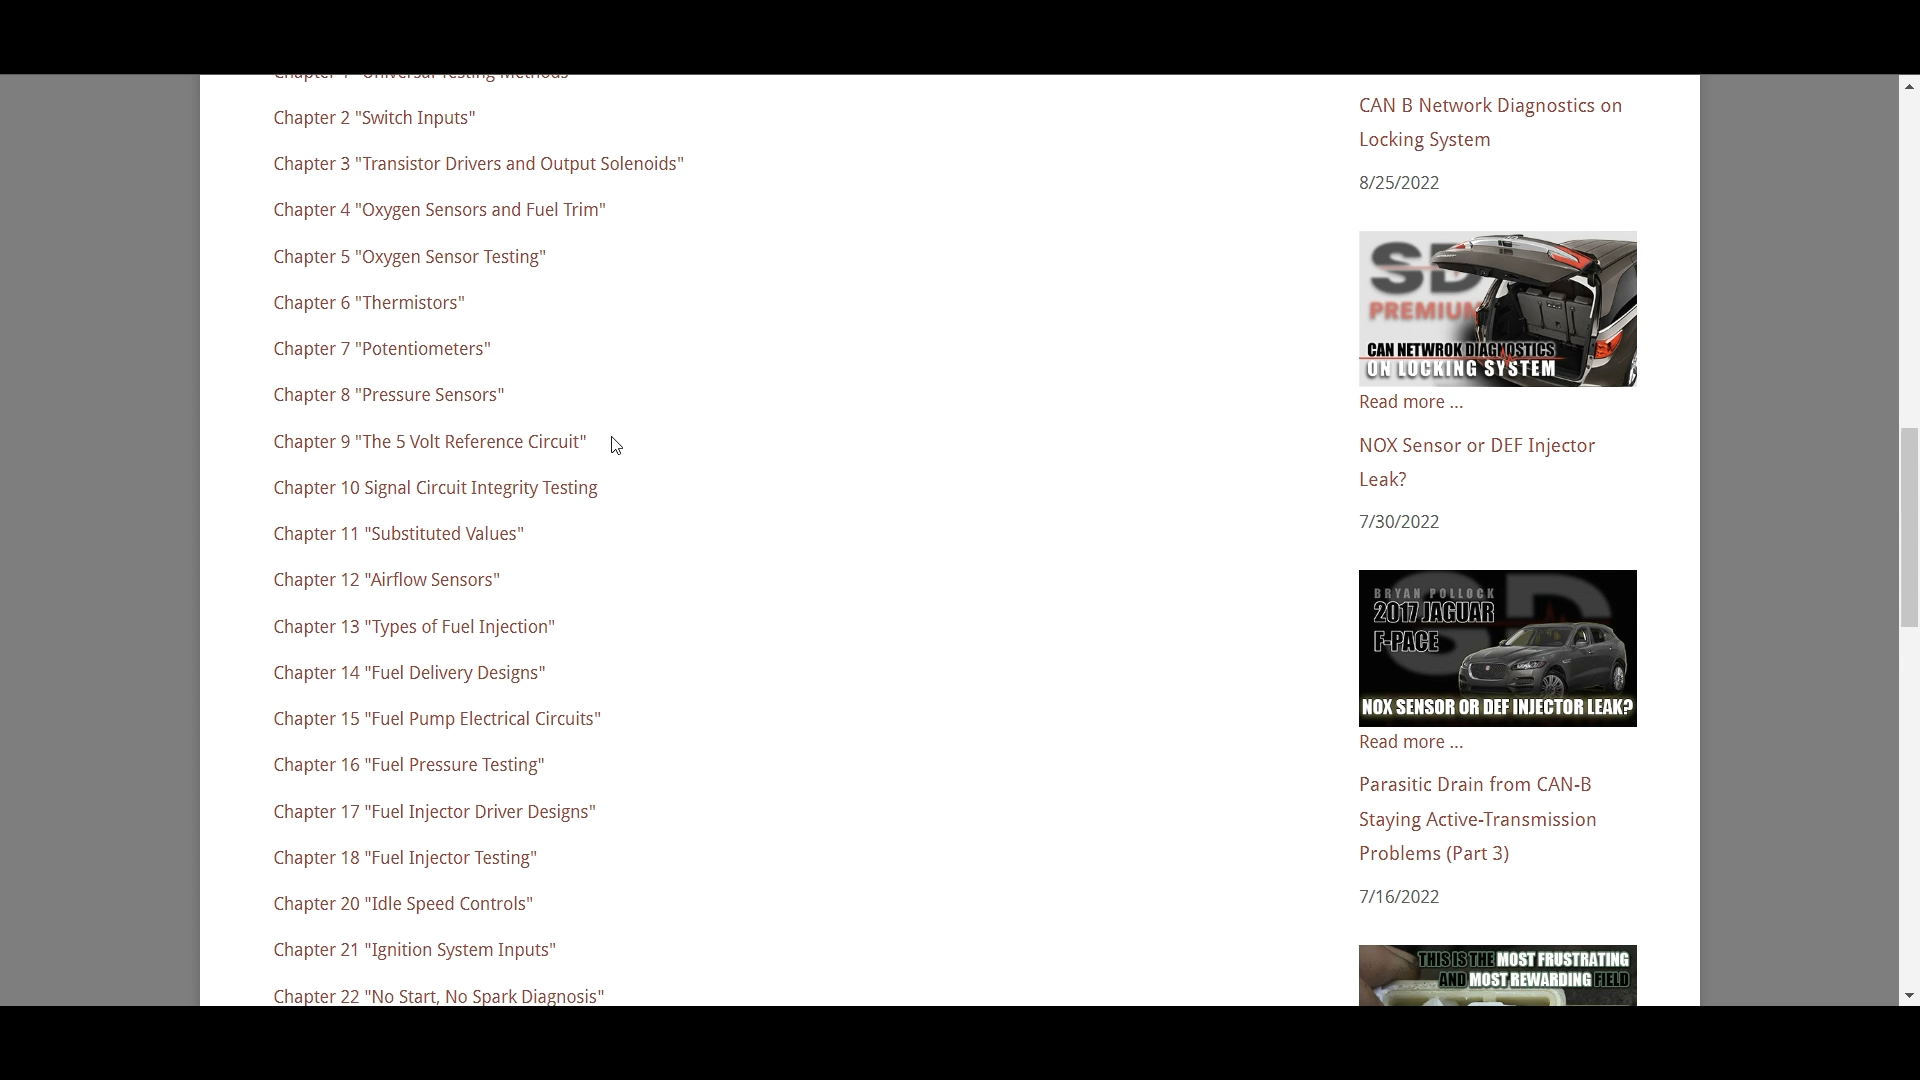 Chapter 1 "Universal Testing Methods"
Chapter 2 "Switch Inputs"
Chapter 3 "Transistor Drivers and Output Solenoids"
Chapter 4 "Oxygen Sensors and Fuel Trim"
Chapter 5 "Oxygen Sensor Testing"
Chapter 6 "Thermistors"
Chapter 7 "Potentiometers"
Chapter 8 "Pressure Sensors"
Chapter 9 "The 5 Volt Reference Circuit"
Chapter 10 Signal Circuit Integrity Testing
Chapter 11 "Substituted Values"
Chapter 12 "Airflow Sensors"
Chapter 13 "Types of Fuel Injection"
Chapter 14 "Fuel Delivery Designs"
Chapter 15 "Fuel Pump Electrical Circuits"
Chapter 16 "Fuel Pressure Testing"
Chapter 17 "Fuel Injector Driver Designs"
Chapter 18 "Fuel Injector Testing"
Chapter 20 "Idle Speed Controls"
Chapter 21 "Ignition System Inputs"
Chapter 22 "No Start, No Spark Diagnosis"
CAN B Network Diagnostics on
Locking System
8/25/2022
SD
PREMIUM
CAN NETWROK DIAGNOSTICS
ON LOCKING SYSTEM
Read more ...
NOX Sensor or DEF Injector
Leak?
7/30/2022
SD
BRYAN POLLOCK
2017 JAGUAR
F-PACE
NOX SENSOR OR DEF INJECTOR LEAK?
Read more ...
Parasitic Drain from CAN-B
Staying Active-Transmission
Problems (Part 3)
7/16/2022
THIS IS THE MOST FRUSTRATING
AND MOST REWARDING FIELD